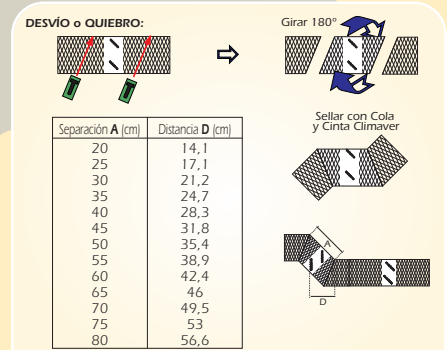 DESVÍO o QUIEBRO:
Girar 180°
Sellar con Cola
y Cinta Climaver
Separación A (cm) Distancia D (cm)
20 14,1
25 17,1
30 21,2
35 24,7
40 28,3
45 31,8
50 35,4
55 38,9
60 42,4
65 46
70 49,5
75 53
80 56,6
A
D